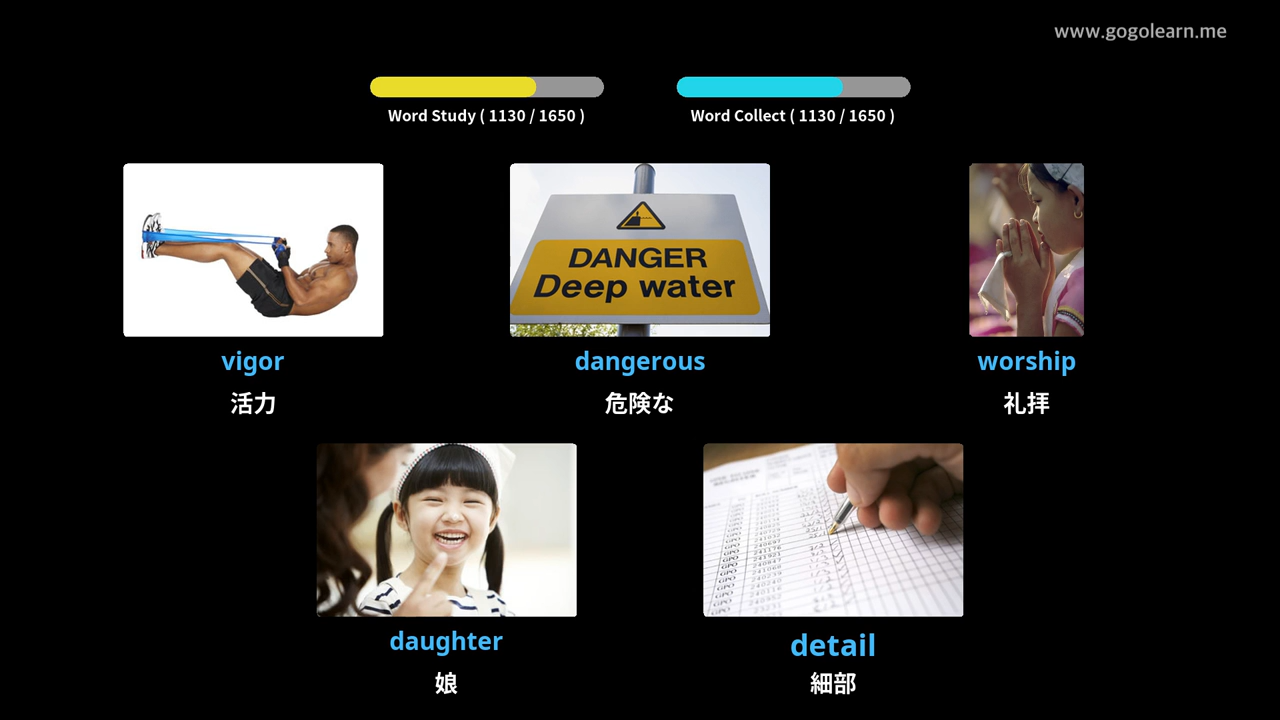 www.gogolearn.me
Word Study ( 1130 / 1650 )
Word Collect ( 1130 / 1650 )
DANGER
Deep water
vigor
dangerous
worship
活力
危険な
礼拝
daughter
detail
娘
細部